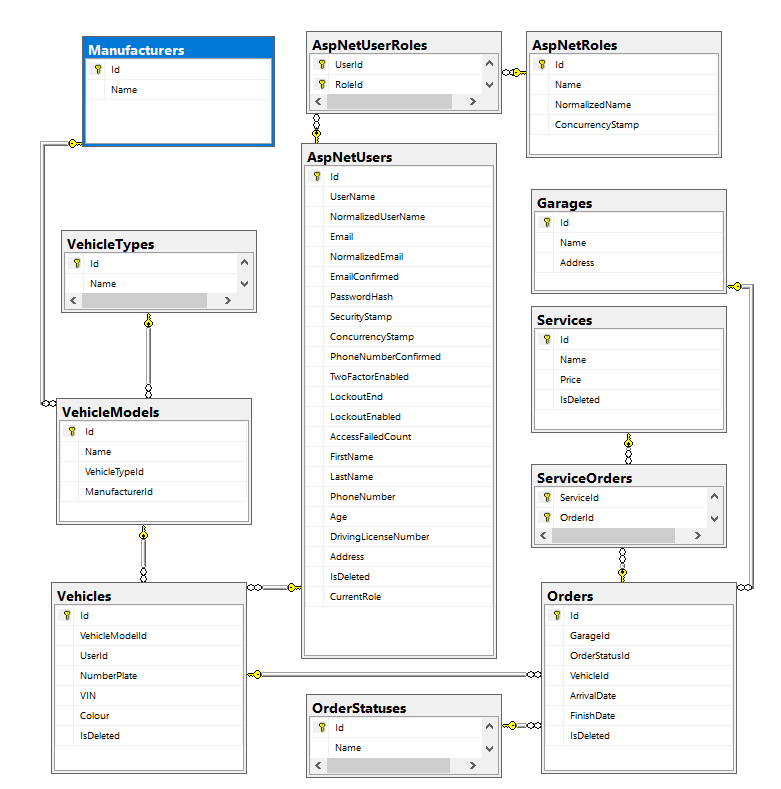 Manufacturers
Id
Name
AspNetUserRoles
UserId
RoleId
AspNetRoles
Id
Name
NormalizedName
ConcurrencyStamp
AspNetUsers
Id
UserName
NormalizedUserName
Email
NormalizedEmail
EmailConfirmed
PasswordHash
SecurityStamp
ConcurrencyStamp
PhoneNumberConfirmed
TwoFactorEnabled
LockoutEnd
LockoutEnabled
AccessFailedCount
FirstName
LastName
PhoneNumber
Age
DrivingLicenseNumber
Address
IsDeleted
CurrentRole
Garages
Id
Name
Address
VehicleTypes
Id
Name
Services
Id
Name
Price
IsDeleted
VehicleModels
Id
Name
VehicleTypeId
ManufacturerId
ServiceOrders
ServiceId
OrderId
Vehicles
Id
VehicleModelId
UserId
NumberPlate
VIN
Colour
IsDeleted
Orders
Id
GarageId
OrderStatusId
VehicleId
ArrivalDate
FinishDate
IsDeleted
OrderStatuses
Id
Name